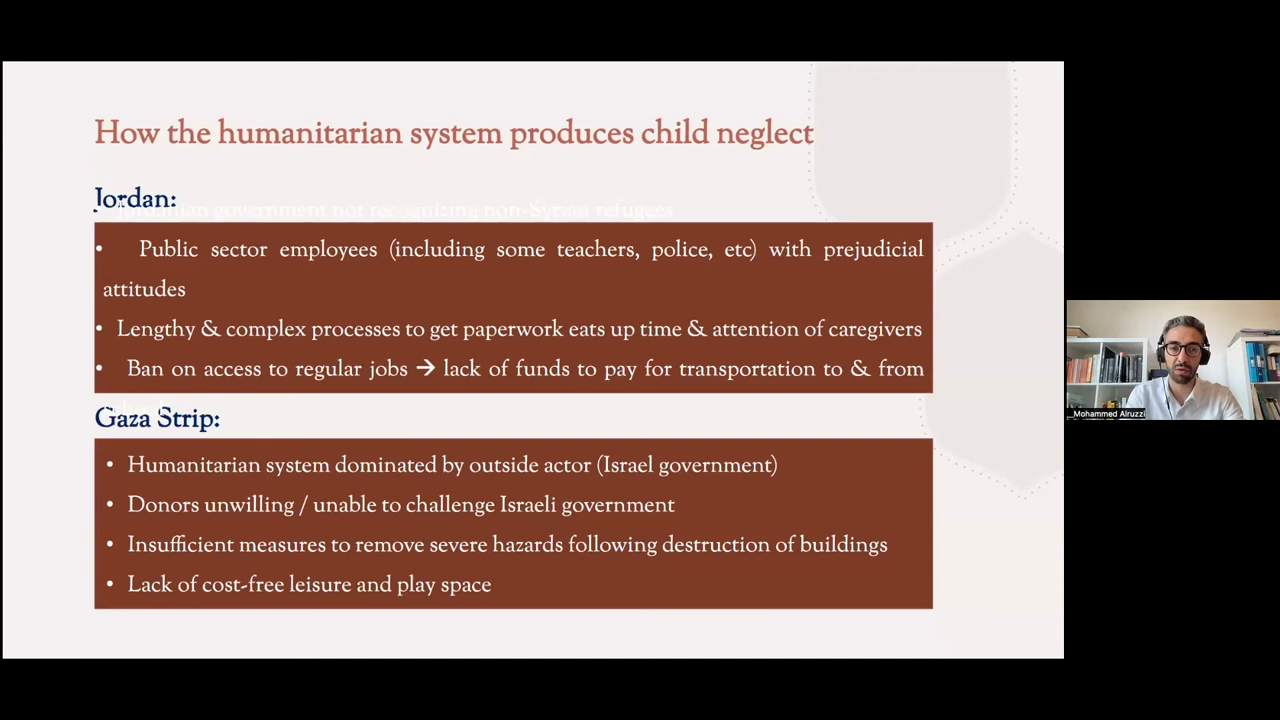 How the humanitarian system produces child neglect
Jordan:
Jordanian government not recognizing non-Syrian refugees
• Public sector employees (including some teachers, police, etc) with prejudicial
attitudes
• Lengthy & complex processes to get paperwork eats up time & attention of caregivers
• Ban on access to regular jobs → lack of funds to pay for transportation to & from
Gaza Strip:
• Humanitarian system dominated by outside actor (Israel government)
• Donors unwilling / unable to challenge Israeli government
• Insufficient measures to remove severe hazards following destruction of buildings
• Lack of cost-free leisure and play space
Mohammed Alruzzi